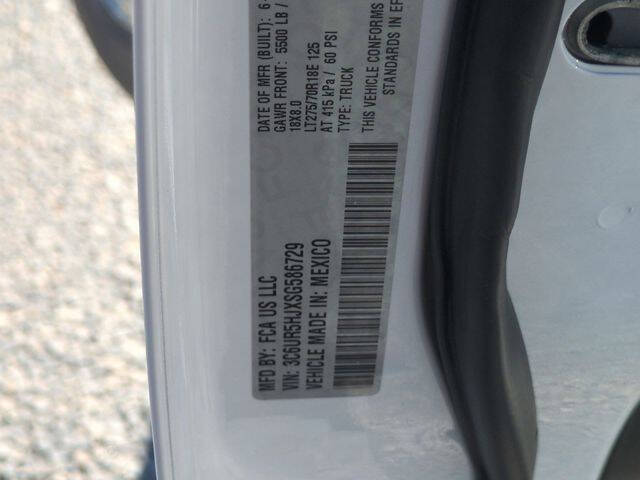 MFD BY: FCA US LLC
DATE OF MFR (BUILT): 6-
GAWR FRONT: 5500 LB /
18X8.0
LT275/70R18E 125
AT 415 kPa / 60 PSI
TYPE: TRUCK
THIS VEHICLE CONFORMS
STANDARDS IN EF
VIN: 3C6UR5HJXSG586729
VEHICLE MADE IN: MEXICO